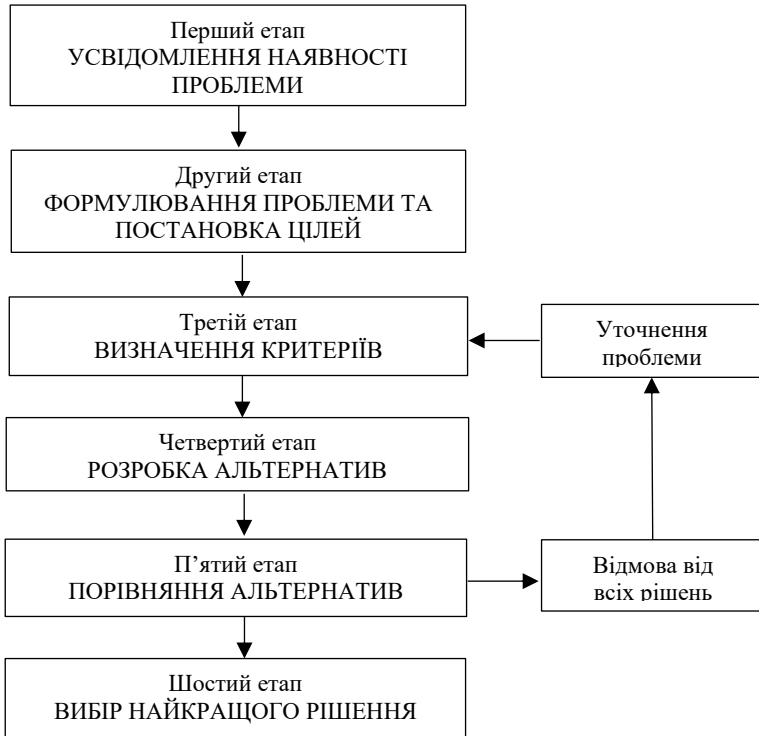 Перший етап
УСВІДОМЛЕННЯ НАЯВНОСТІ
ПРОБЛЕМИ
Другий етап
ФОРМУЛЮВАННЯ ПРОБЛЕМИ ТА
ПОСТАНОВКА ЦІЛЕЙ
Третій етап
ВИЗНАЧЕННЯ КРИТЕРІЇВ
Уточнення
проблеми
Четвертий етап
РОЗРОБКА АЛЬТЕРНАТИВ
П’ятий етап
ПОРІВНЯННЯ АЛЬТЕРНАТИВ
Відмова від
всіх рішень
Шостий етап
ВИБІР НАЙКРАЩОГО РІШЕННЯ